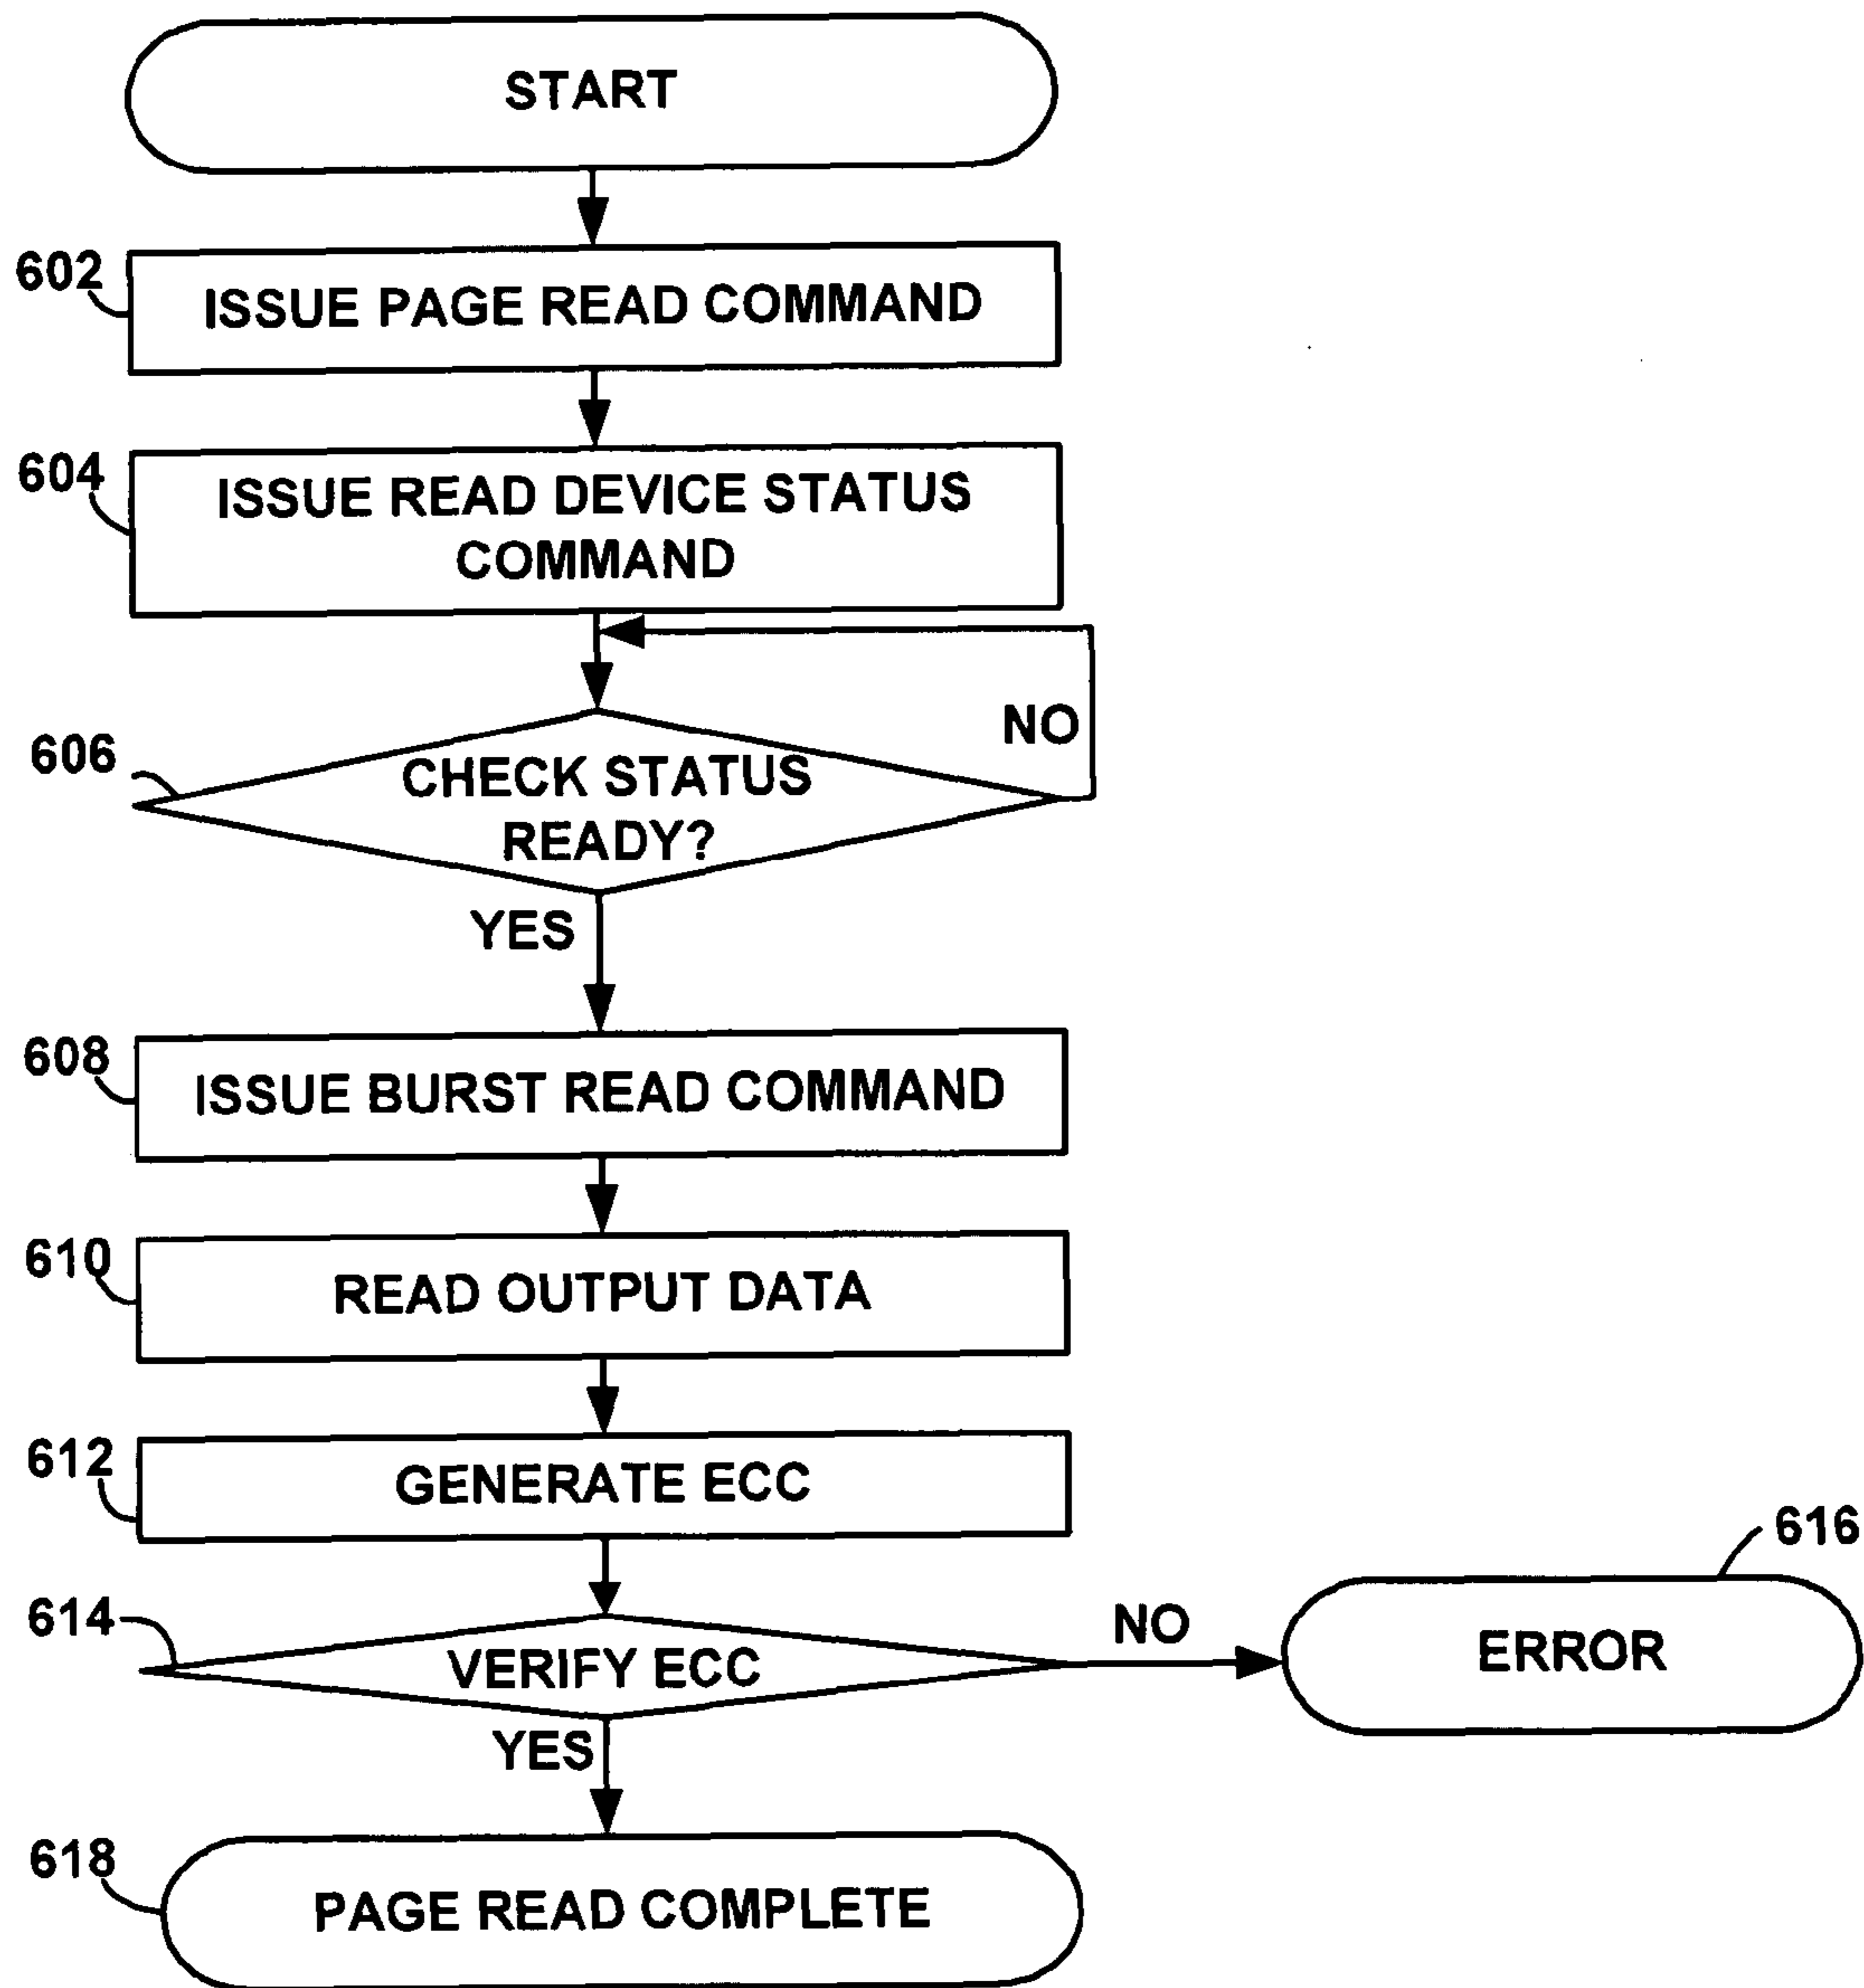 START
602
ISSUE PAGE READ COMMAND
604
ISSUE READ DEVICE STATUS
COMMAND
606
CHECK STATUS
READY?
NO
YES
608
ISSUE BURST READ COMMAND
610
READ OUTPUT DATA
612
GENERATE ECC
614
VERIFY ECC
NO
616
ERROR
YES
618
PAGE READ COMPLETE